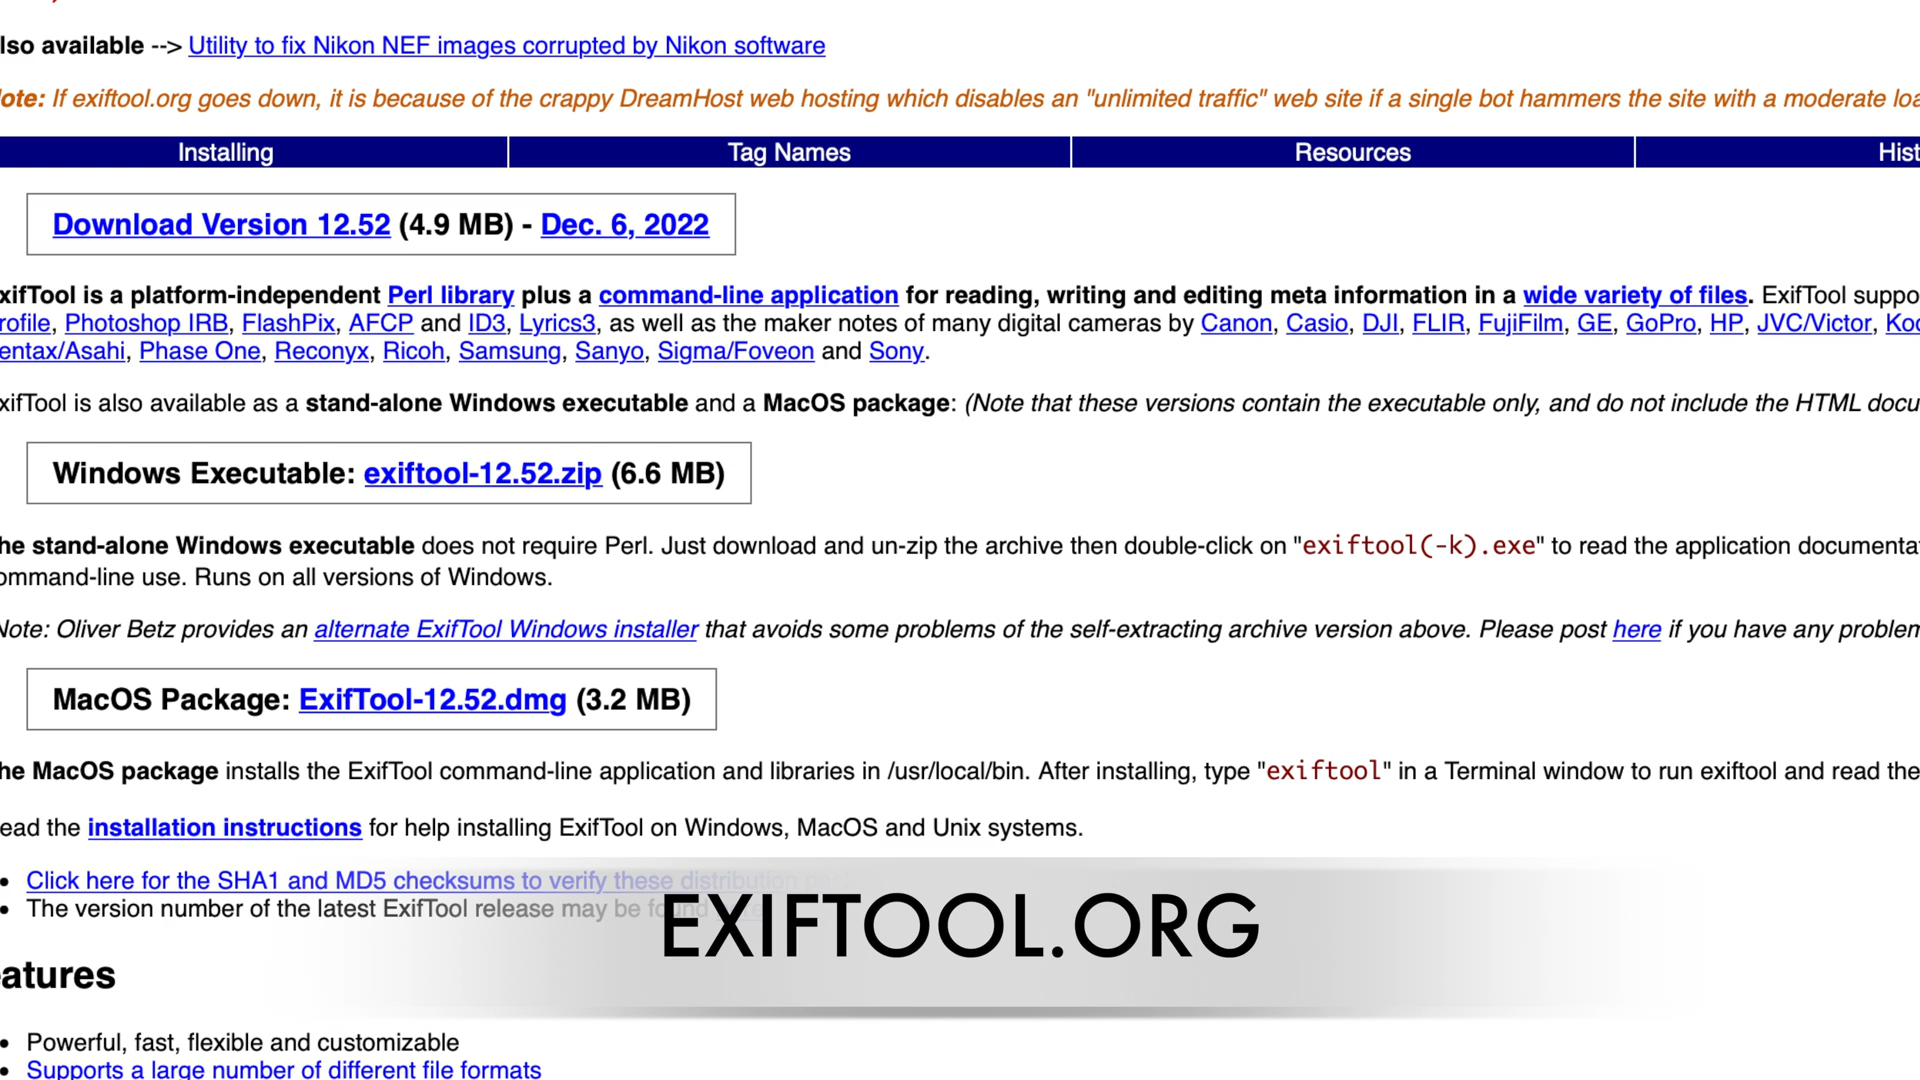 lso available --> Utility to fix Nikon NEF images corrupted by Nikon software
ote: If exiftool.org goes down, it is because of the crappy DreamHost web hosting which disables an "unlimited traffic" web site if a single bot hammers the site with a moderate loa
Installing Tag Names Resources Hist
Download Version 12.52 (4.9 MB) - Dec. 6, 2022
xifTool is a platform-independent Perl library plus a command-line application for reading, writing and editing meta information in a wide variety of files. ExifTool suppo
rofile, Photoshop IRB, FlashPix, AFCP and ID3, Lyrics3, as well as the maker notes of many digital cameras by Canon, Casio, DJI, FLIR, FujiFilm, GE, GoPro, HP, JVC/Victor, Koc
entax/Asahi, Phase One, Reconyx, Ricoh, Samsung, Sanyo, Sigma/Foveon and Sony.
xifTool is also available as a stand-alone Windows executable and a MacOS package: (Note that these versions contain the executable only, and do not include the HTML docu
Windows Executable: exiftool-12.52.zip (6.6 MB)
he stand-alone Windows executable does not require Perl. Just download and un-zip the archive then double-click on "exiftool(-k).exe" to read the application documenta
ommand-line use. Runs on all versions of Windows.
Note: Oliver Betz provides an alternate ExifTool Windows installer that avoids some problems of the self-extracting archive version above. Please post here if you have any problem
MacOS Package: ExifTool-12.52.dmg (3.2 MB)
he MacOS package installs the ExifTool command-line application and libraries in /usr/local/bin. After installing, type "exiftool" in a Terminal window to run exiftool and read the
ead the installation instructions for help installing ExifTool on Windows, MacOS and Unix systems.
• Click here for the SHA1 and MD5 checksums to verify these distribution
• The version number of the latest ExifTool release may be found
EXIFTOOL.ORG
atures
• Powerful, fast, flexible and customizable
• Supports a large number of different file formats